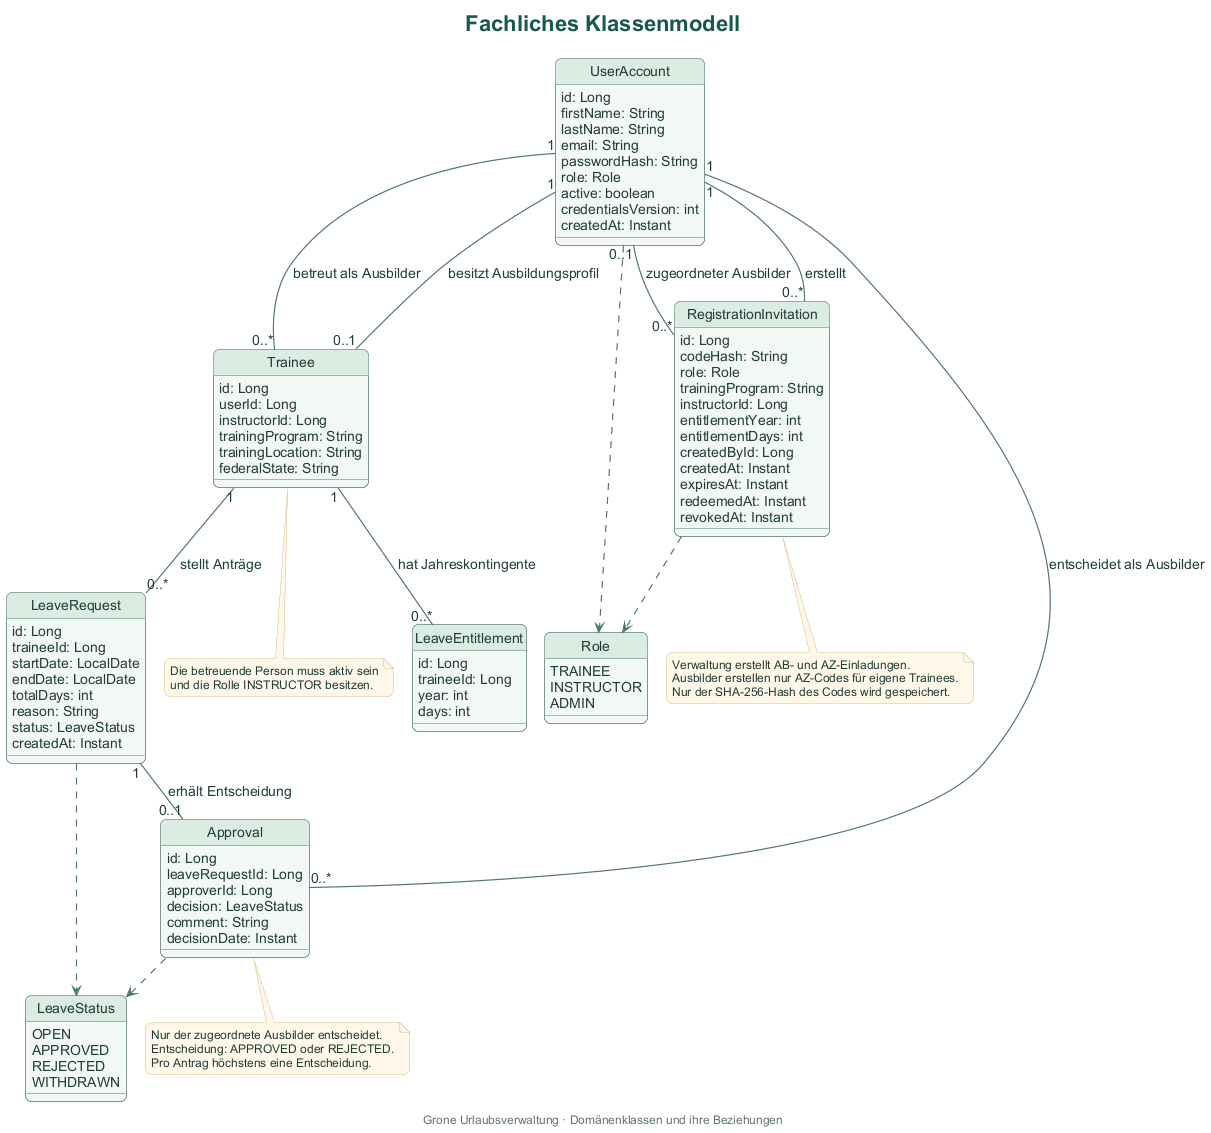 Fachliches Klassenmodell
UserAccount
id: Long
firstName: String
lastName: String
email: String
passwordHash: String
role: Role
active: boolean
credentialsVersion: int
createdAt: Instant
1
1
1
1
0..1
betreut als Ausbilder
besitzt Ausbildungsprofil
zugeordneter Ausbilder
erstellt
0..*
0..1
0..*
0..*
Trainee
id: Long
userId: Long
instructorId: Long
trainingProgram: String
trainingLocation: String
federalState: String
RegistrationInvitation
id: Long
codeHash: String
role: Role
trainingProgram: String
instructorId: Long
entitlementYear: int
entitlementDays: int
createdById: Long
createdAt: Instant
expiresAt: Instant
redeemedAt: Instant
revokedAt: Instant
1
1
stellt Anträge
hat Jahreskontingente
entscheidet als Ausbilder
0..*
0..*
LeaveRequest
id: Long
traineeId: Long
startDate: LocalDate
endDate: LocalDate
totalDays: int
reason: String
status: LeaveStatus
createdAt: Instant
Die betreuende Person muss aktiv sein
und die Rolle INSTRUCTOR besitzen.
LeaveEntitlement
id: Long
traineeId: Long
year: int
days: int
Role
TRAINEE
INSTRUCTOR
ADMIN
Verwaltung erstellt AB- und AZ-Einladungen.
Ausbilder erstellen nur AZ-Codes für eigene Trainees.
Nur der SHA-256-Hash des Codes wird gespeichert.
1
erhält Entscheidung
0..1
0..*
Approval
id: Long
leaveRequestId: Long
approverId: Long
decision: LeaveStatus
comment: String
decisionDate: Instant
LeaveStatus
OPEN
APPROVED
REJECTED
WITHDRAWN
Nur der zugeordnete Ausbilder entscheidet.
Entscheidung: APPROVED oder REJECTED.
Pro Antrag höchstens eine Entscheidung.
Grone Urlaubsverwaltung · Domänenklassen und ihre Beziehungen